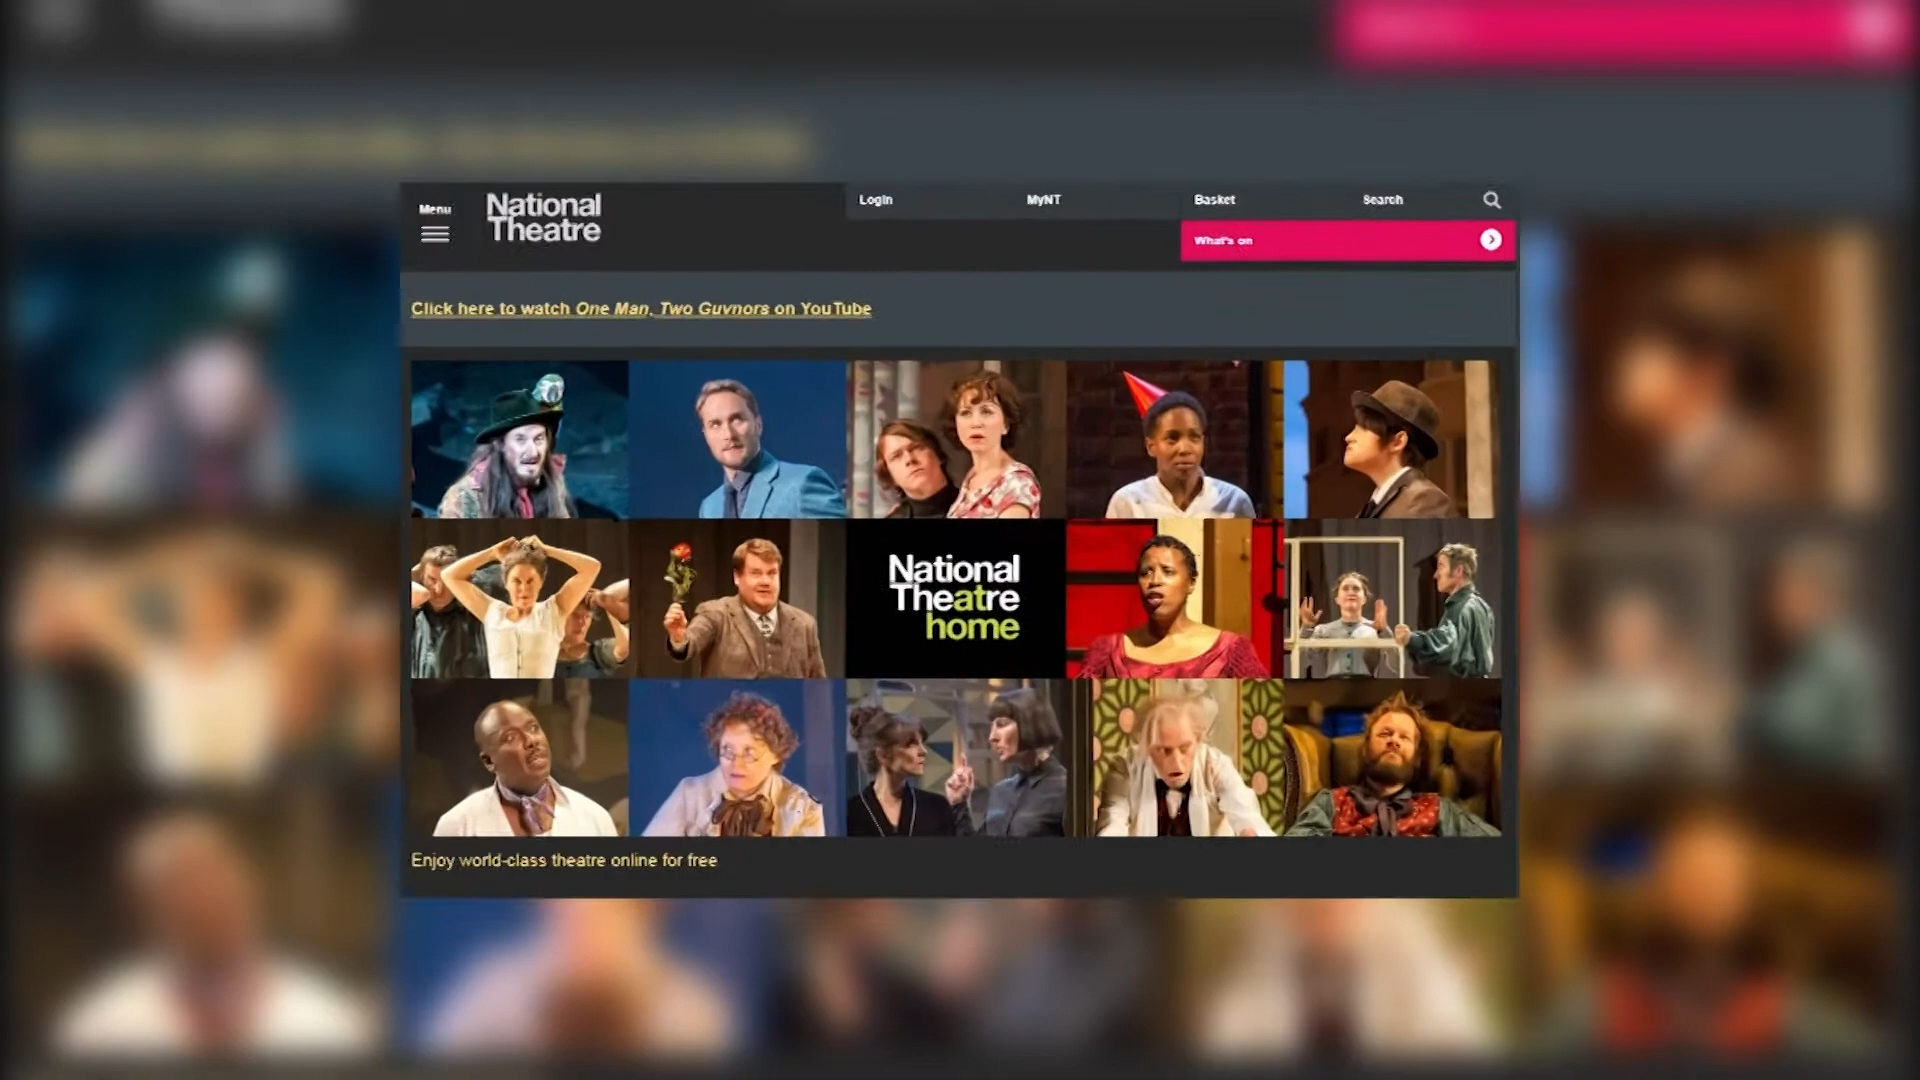 Menu
National
Theatre
Login
MyNT
Basket
Search
What's on
Click here to watch One Man, Two Guvnors on YouTube
National
Theatre
home
Enjoy world-class theatre online for free